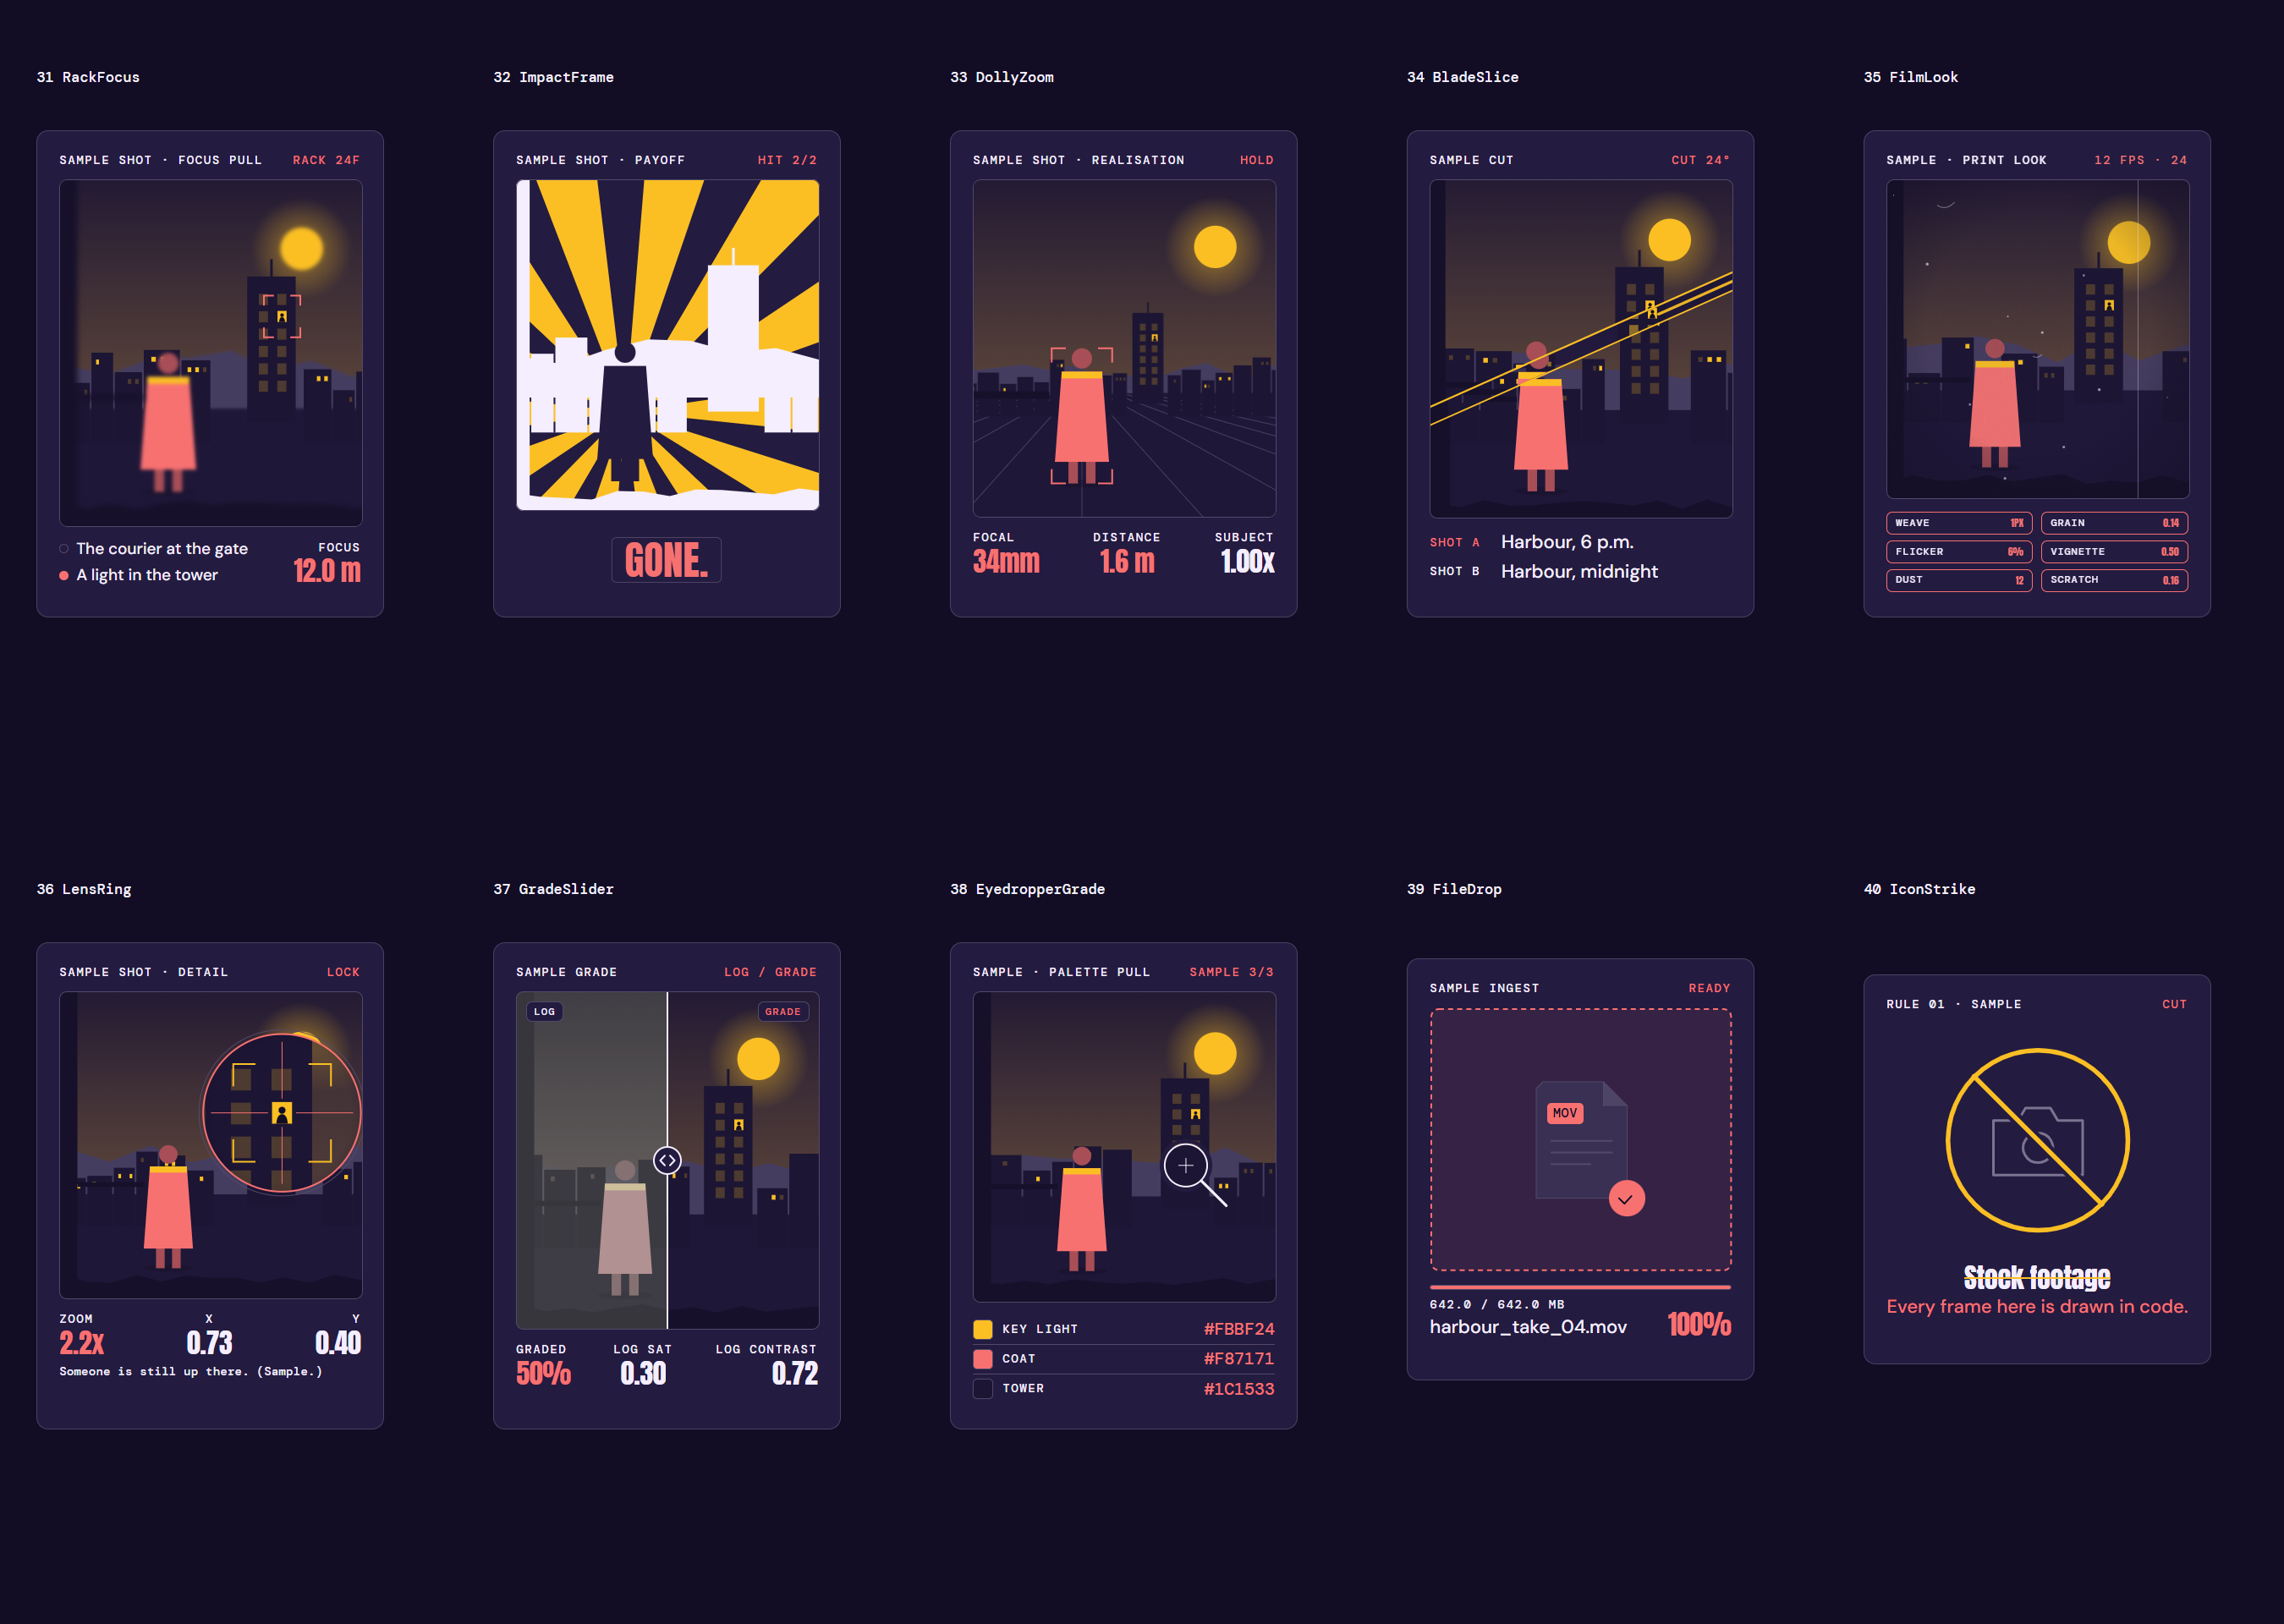 31 RackFocus
SAMPLE SHOT · FOCUS PULL
RACK 24F
The courier at the gate
A light in the tower
FOCUS
12.0 m
32 ImpactFrame
SAMPLE SHOT · PAYOFF
HIT 2/2
GONE.
33 DollyZoom
SAMPLE SHOT · REALISATION
HOLD
FOCAL
34mm
DISTANCE
1.6 m
SUBJECT
1.00x
34 BladeSlice
SAMPLE CUT
CUT 24°
SHOT A
Harbour, 6 p.m.
SHOT B
Harbour, midnight
35 FilmLook
SAMPLE · PRINT LOOK
12 FPS · 24
WEAVE
1PX
GRAIN
0.14
FLICKER
6%
VIGNETTE
0.50
DUST
12
SCRATCH
0.16
36 LensRing
SAMPLE SHOT · DETAIL
LOCK
ZOOM
2.2x
X
0.73
Y
0.40
Someone is still up there. (Sample.)
37 GradeSlider
SAMPLE GRADE
LOG / GRADE
LOG
GRADE
GRADED
50%
LOG SAT
0.30
LOG CONTRAST
0.72
38 EyedropperGrade
SAMPLE · PALETTE PULL
SAMPLE 3/3
KEY LIGHT
#FBBF24
COAT
#F87171
TOWER
#1C1533
39 FileDrop
SAMPLE INGEST
READY
MOV
642.0 / 642.0 MB
harbour_take_04.mov
100%
40 IconStrike
RULE 01 · SAMPLE
CUT
Stock footage
Every frame here is drawn in code.